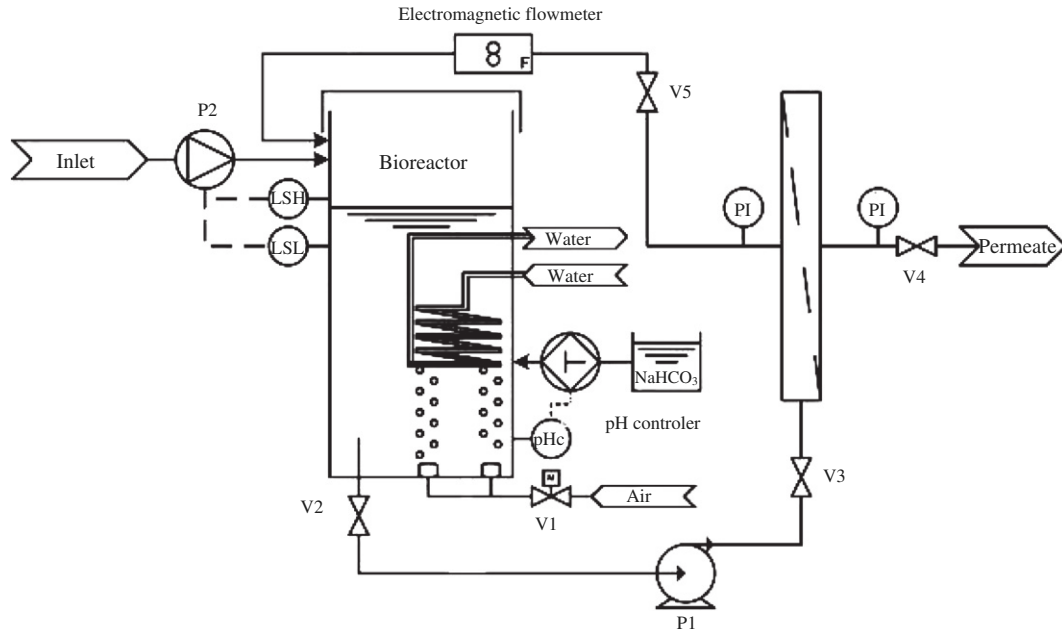 Electromagnetic flowmeter
F
V5
P2
Inlet
Bioreactor
LSH
LSL
PI
PI
Water
Water
V4
Permeate
NaHCO₃
pH controler
pHc
V3
V2
V1
M
Air
P1